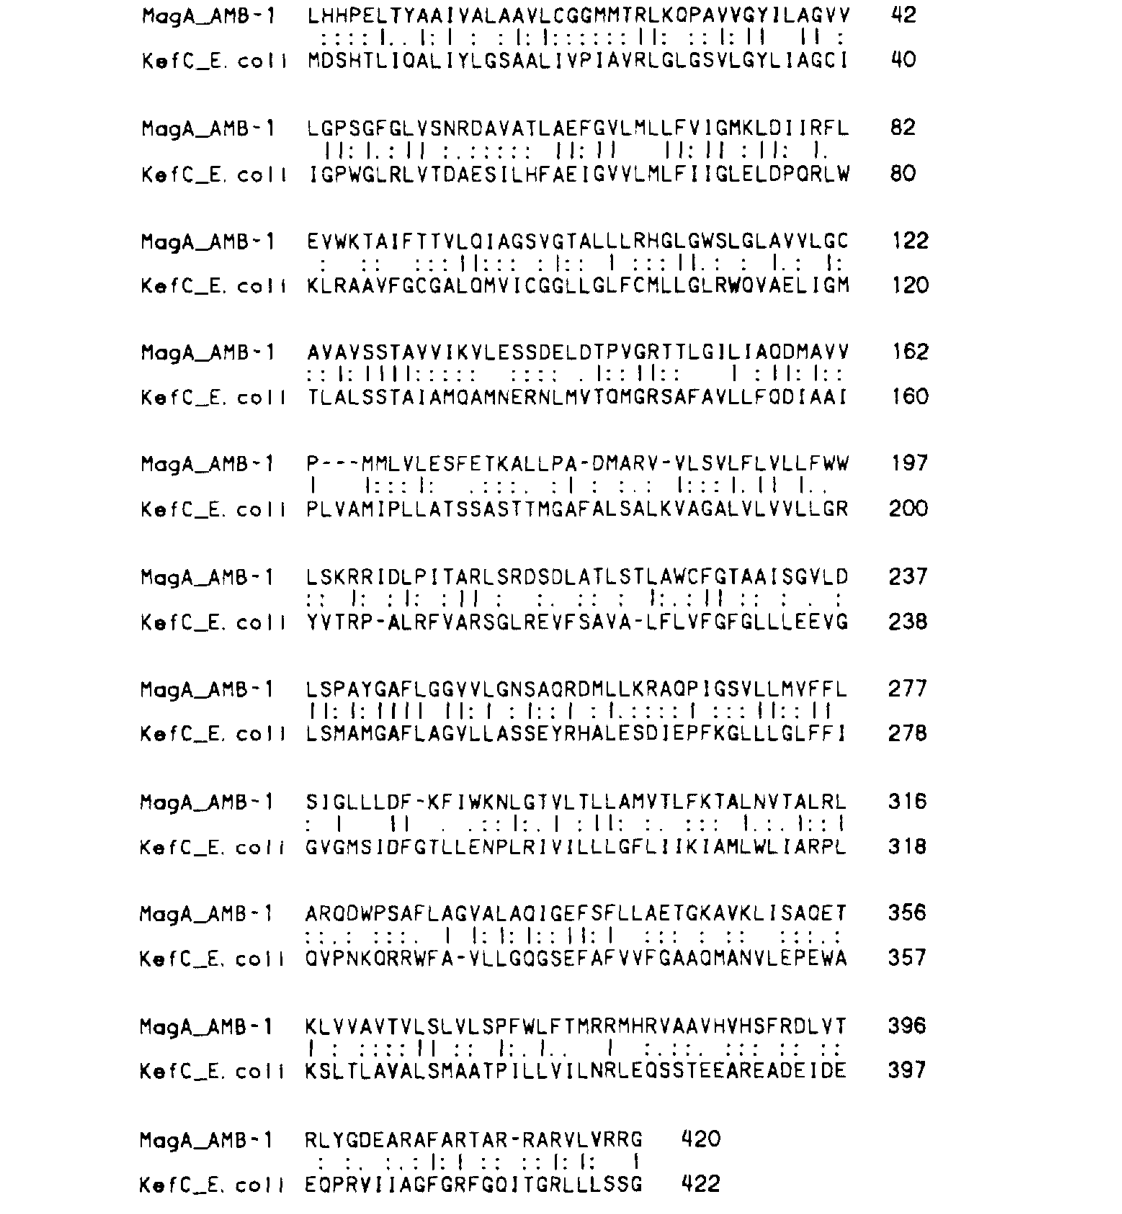 MagA_AMB-1 LHHPELTYAAIVALAAVLCGGMMTRLKQPAVVGYILAGVV 42
:::: |.. |: | : :|: |:::::: ||: :: |: || || :
KefC_E. coli MDSHTLIQALIYLGSAALIVPIAVRLGLGSVLGYLIAGCI 40
MagA_AMB-1 LGPSGFGLVSNRDAVATLAEFGVLMLLFVIGMKLDIIRFL 82
||: |.: || :.::::: ||: || ||: || : ||: |.
KefC_E. coli IGPWGLRLVTDAESILHFAEIGVVLMLFIIGLELDPQRLW 80
MagA_AMB-1 EVWKTAIFTTVLQIAGSVGTALLLRHGLGWSLGLAVVLGC 122
: :: :::||::: :|:: | :::||.: : |.: |:
KefC_E. coli KLRAAVFGCGALQMVICGGLLGLFCMLLGLRWQVAELIGM 120
MagA_AMB-1 AVAVSSTAVVIKVLESSDELDTPVGRTTLGILIAQDMAVV 162
:: |: ||||::::: :::: . |:: ||:: | : ||: |::
KefC_E. coli TLALSSTAIAMQAMNERNLMVTQMGRSAFAVLLFQDIAAI 160
MagA_AMB-1 P---MMLVLESFETKALLPA-DMARV-VLSVLFLVLLFWW 197
| |::: |: .:::. : | : :.: |::: |. || |..
KefC_E. coli PLVAMIPLLATSSASTTMGAFALSALKVAGALVLVVLLGR 200
MagA_AMB-1 LSKRRIDLPITARLSRDSDLATLSTLAWCFGTAAISGVLD 237
:: |: : |: : || : :. :: : |:.: || :: : . :
KefC_E. coli YVTRP-ALRFVARSGLREVFSAVA-LFLVFGFGLLLEEVG 238
MagA_AMB-1 LSPAYGAFLGGVVLGNSAQRDMLLKRAQPIGSVLLMVFFL 277
||: |: |||| ||: | : |:: | : |.:::: | ::: ||: : ||
KefC_E. coli LSMAMGAFLAGVLLASSEYRHALESDIEPFKGLLLGLFFI 278
MagA_AMB-1 SIGLLLDF-KFIWKNLGTVLTLLAMVTLFKTALNVTALRL 316
: | || . .:: |:. | : ||: :. ::: |.:. |:: |
KefC_E. coli GVGMSIDFGTLLENPLRIVILLLGFLIIKIAMLWLIARPL 318
MagA_AMB-1 ARQDWPSAFLAGVALAQIGEFSFLLAETGKAVKLISAQET 356
::.: :::. | |: |: |:: ||: | ::: : :: :::.:
KefC_E. coli QVPNKQRRWFA-VLLGQGSEFAFVVFGAAQMANVLEPEWA 357
MagA_AMB-1 KLVVAVTVLSLVLSPFWLFTMRRMHRVAAVHVHSFRDLVT 396
| : :::: || :: |:. |.. | :.::. ::: :: ::
KefC_E. coli KSLTLAVALSMAATPILLVILNRLEQSSTEEAREADEIDE 397
MagA_AMB-1 RLYGDEARAFARTAR-RARVLVRRG 420
: :. :.: |: | :: :: |: |: |
KefC_E. coli EQPRVIIAGFGRFGQITGRLLLSSG 422